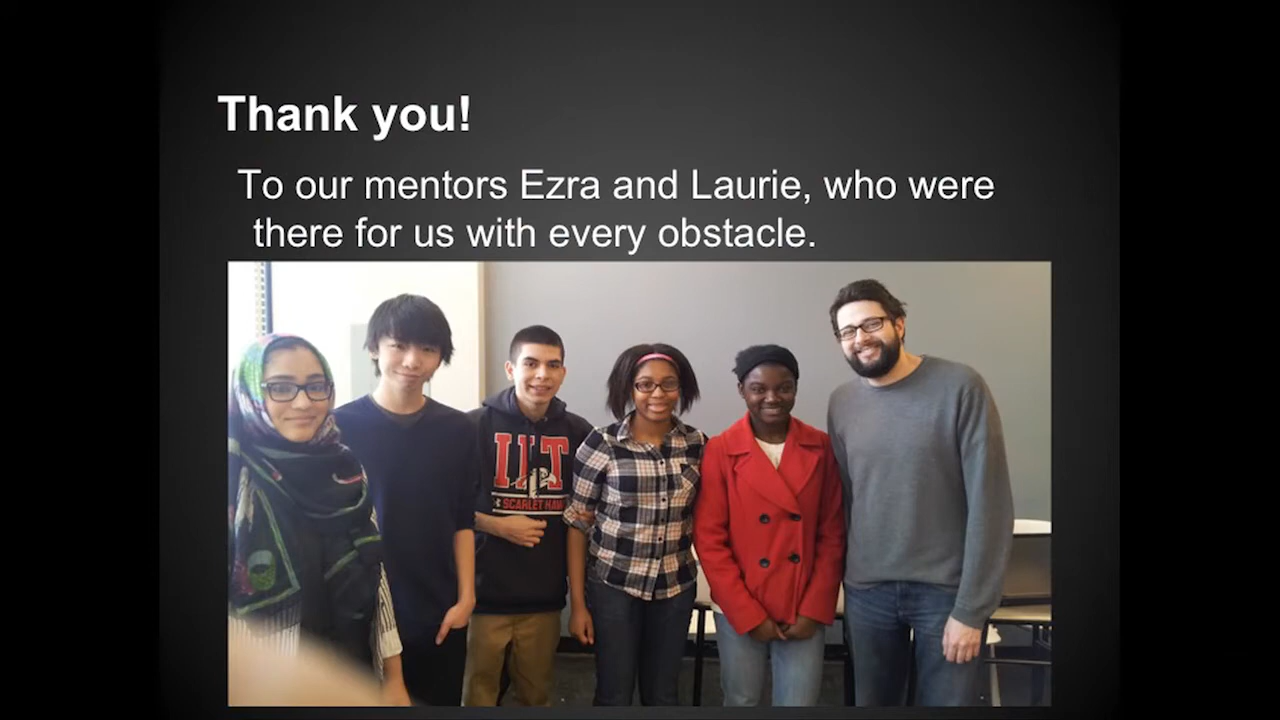 Thank you!
To our mentors Ezra and Laurie, who were
there for us with every obstacle.
IIT
SCARLET HAWKS